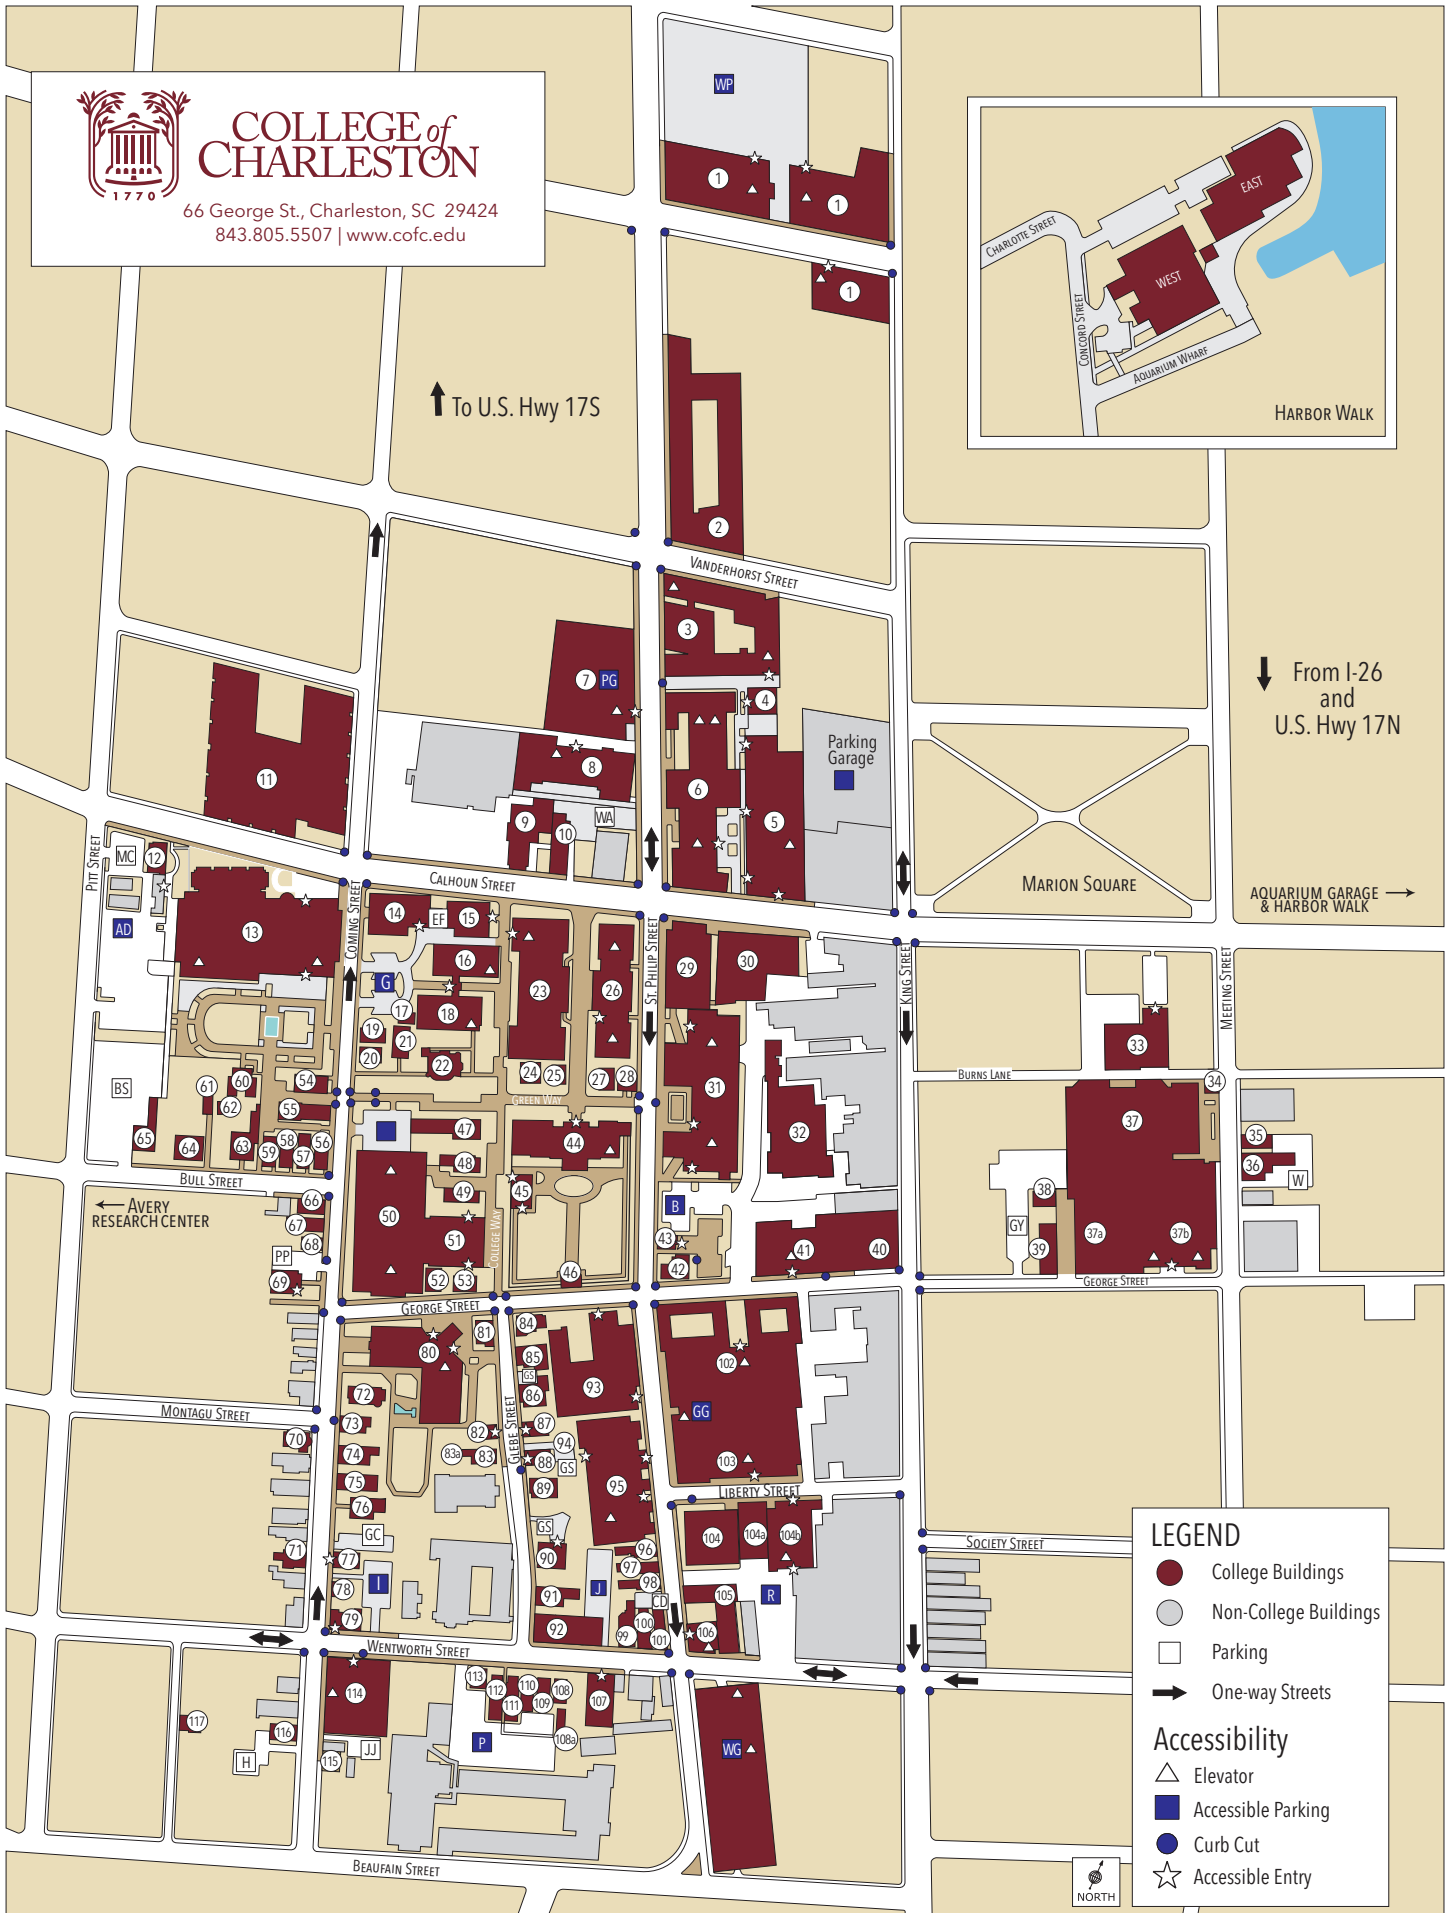 COLLEGE of
CHARLESTON
1770
66 George St., Charleston, SC 29424
843.805.5507 | www.cofc.edu
WP
1
1
1
CHARLOTTE STREET
EAST
WEST
CONCORD STREET
AQUARIUM WHARF
HARBOR WALK
To U.S. Hwy 17S
2
VANDERHORST STREET
3
7
PG
4
From I-26
and
U.S. Hwy 17N
Parking
Garage
8
11
6
9
10
WA
5
PITT STREET
MC
12
CALHOUN STREET
MARION SQUARE
AQUARIUM GARAGE
& HARBOR WALK
AD
13
COMING STREET
14
EF
15
16
G
17
18
19
20
21
22
23
24
25
26
27
28
ST. PHILIP STREET
29
30
31
32
KING STREET
MEETING STREET
33
BURNS LANE
34
35
36
W
37
37a
37b
38
GY
39
GEORGE STREET
BS
61
60
62
54
55
65
64
63
59
58
57
56
GREEN WAY
47
44
48
49
45
50
51
COLLEGE WAY
52
53
46
BULL STREET
AVERY
RESEARCH CENTER
66
67
68
PP
69
B
43
42
41
40
GEORGE STREET
80
81
84
85
GS
86
93
102
GG
103
72
73
74
75
76
82
83a
83
GLEBE STREET
87
94
88
GS
89
95
MONTAGU STREET
70
71
LIBERTY STREET
GC
77
I
78
79
GS
90
91
92
J
96
97
98
CD
100
99
101
104
104a
104b
105
106
R
SOCIETY STREET
WENTWORTH STREET
114
113
112
111
110
109
108
108a
107
P
JJ
115
116
117
H
WG
BEAUFAIN STREET
NORTH
LEGEND
College Buildings
Non-College Buildings
Parking
One-way Streets
Accessibility
Elevator
Accessible Parking
Curb Cut
Accessible Entry